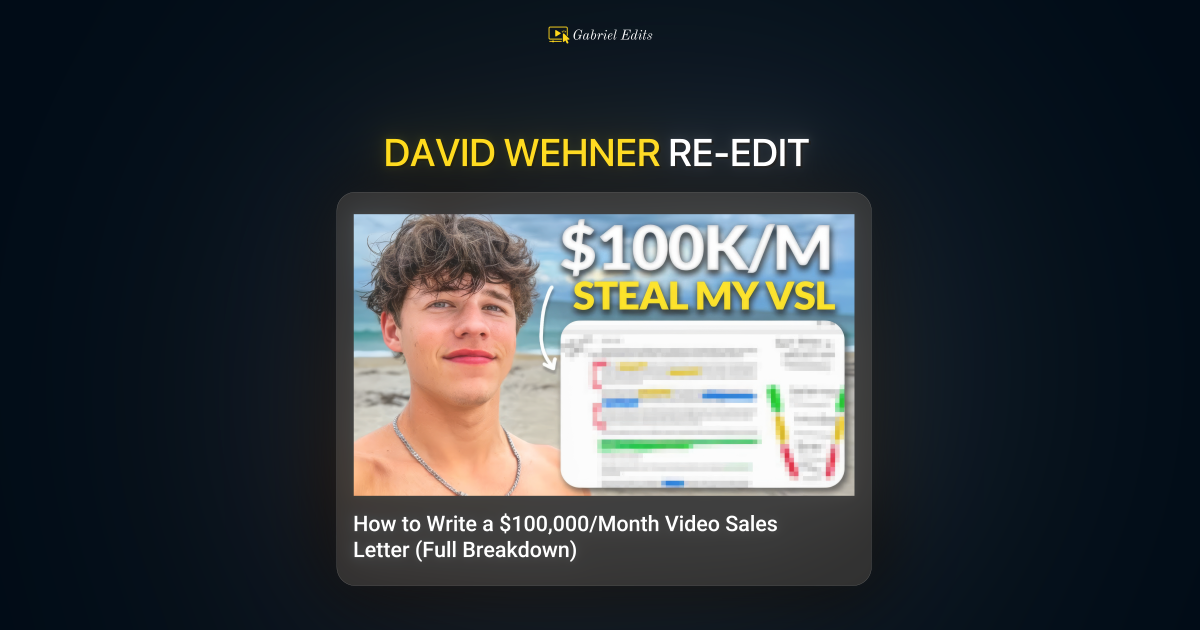 Gabriel Edits
DAVID WEHNER RE-EDIT
$100K/M
STEAL MY VSL
How to Write a $100,000/Month Video Sales
Letter (Full Breakdown)